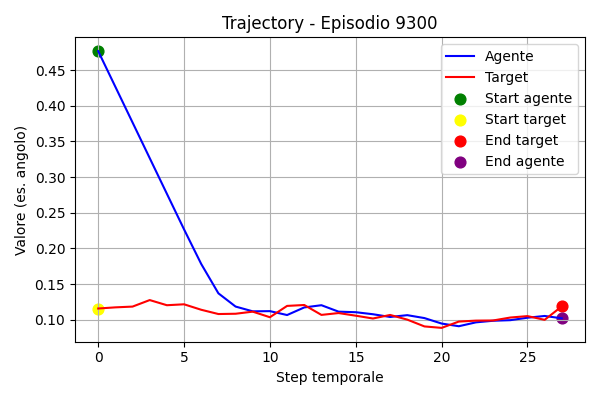 Trajectory - Episodio 9300
Valore (es. angolo)
0.45
0.40
0.35
0.30
0.25
0.20
0.15
0.10
Agente
Target
Start agente
Start target
End target
End agente
0 5 10 15 20 25
Step temporale